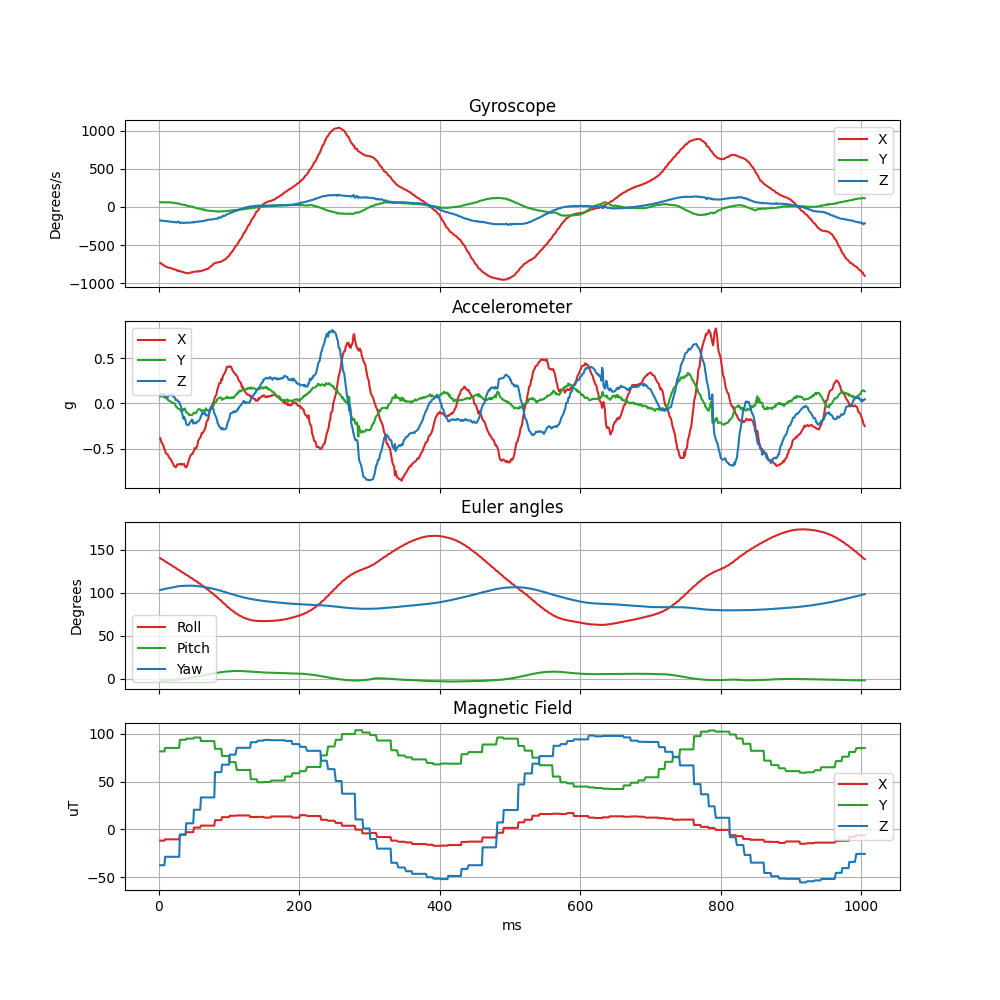 Gyroscope
1000
500
0
−500
−1000
Degrees/s
X
Y
Z
Accelerometer
0.5
0.0
−0.5
g
X
Y
Z
Euler angles
150
100
50
0
Degrees
Roll
Pitch
Yaw
Magnetic Field
100
50
0
−50
uT
X
Y
Z
0 200 400 600 800 1000
ms